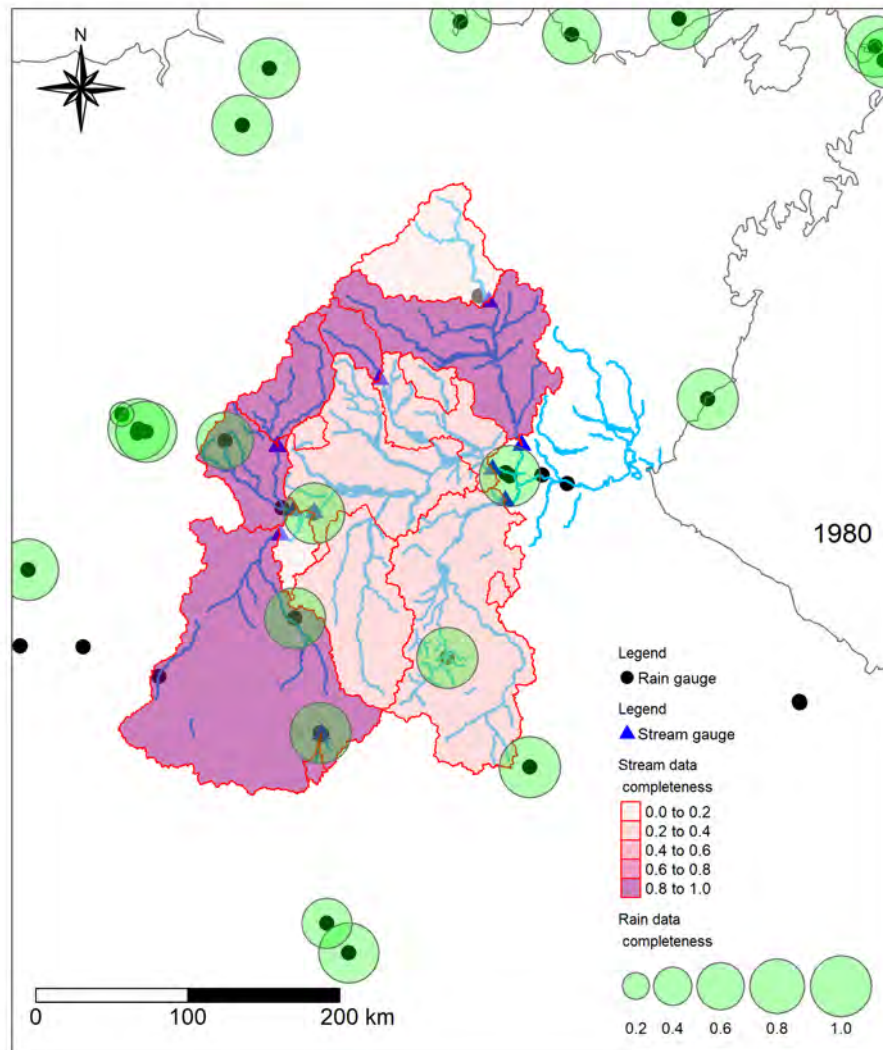 N
1980
Legend
Rain gauge
Legend
Stream gauge
Stream data
completeness
0.0 to 0.2
0.2 to 0.4
0.4 to 0.6
0.6 to 0.8
0.8 to 1.0
Rain data
completeness
0.2 0.4 0.6 0.8 1.0
0 100 200 km